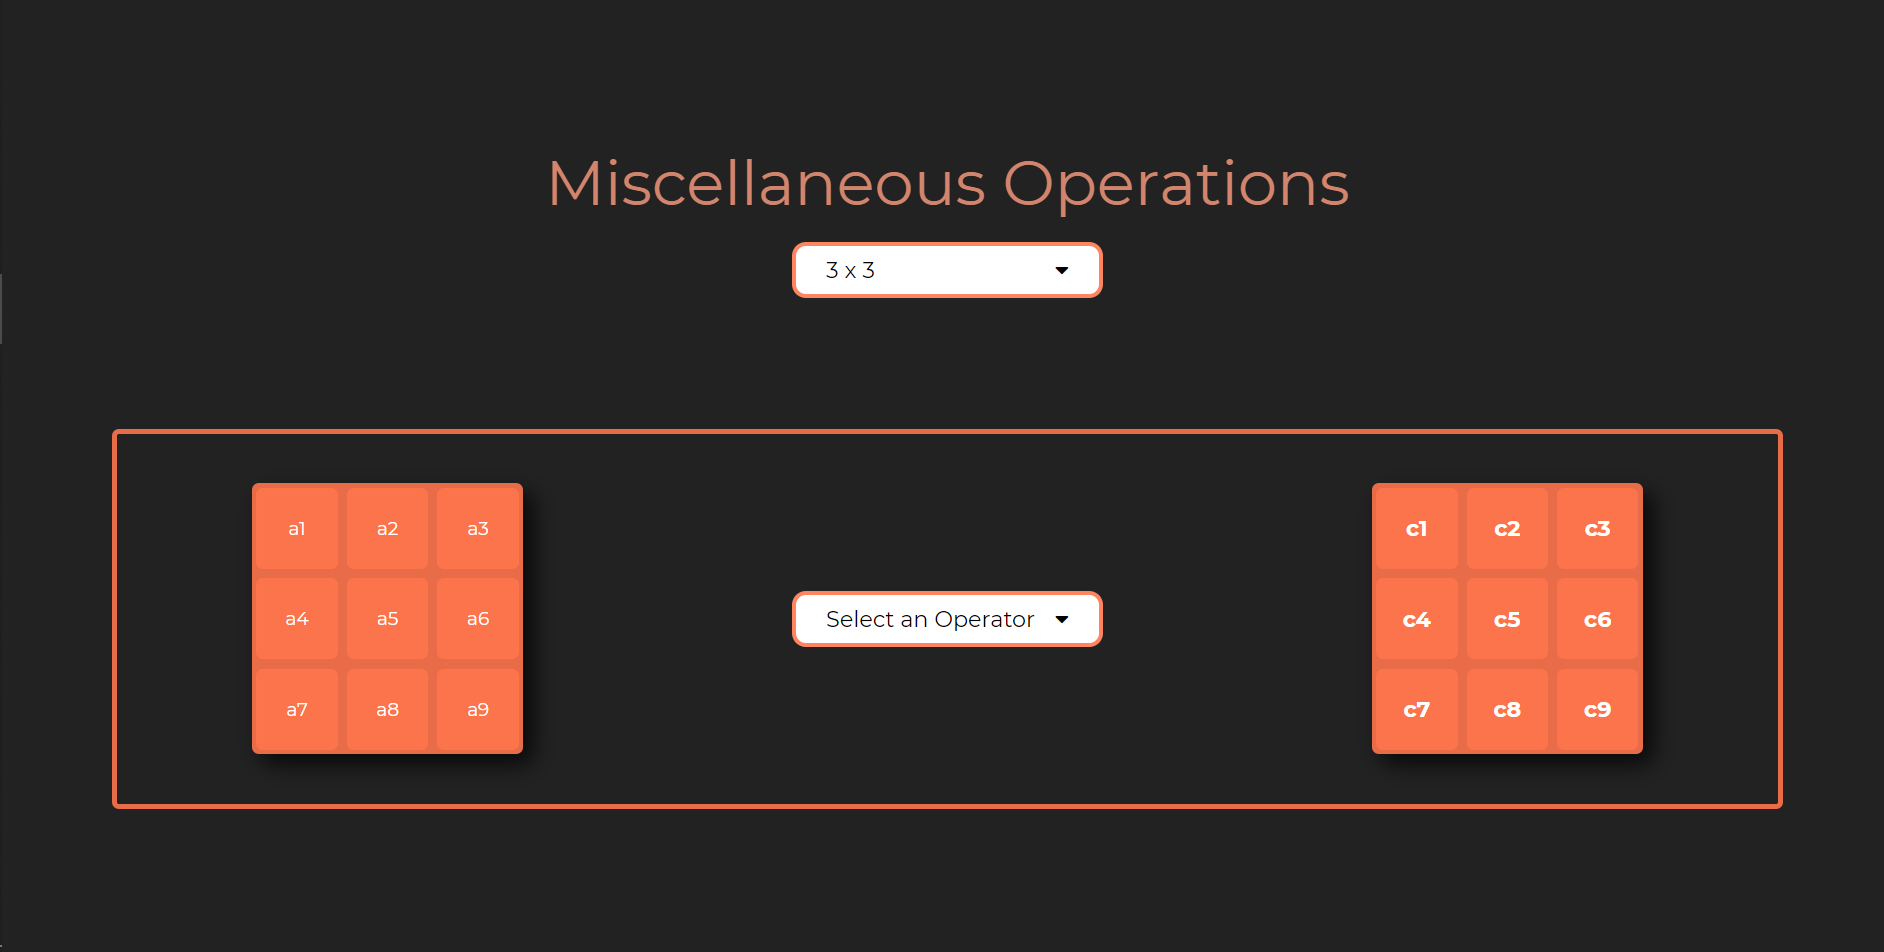 Miscellaneous Operations
3 x 3
a1 a2 a3
a4 a5 a6
a7 a8 a9
Select an Operator
c1 c2 c3
c4 c5 c6
c7 c8 c9